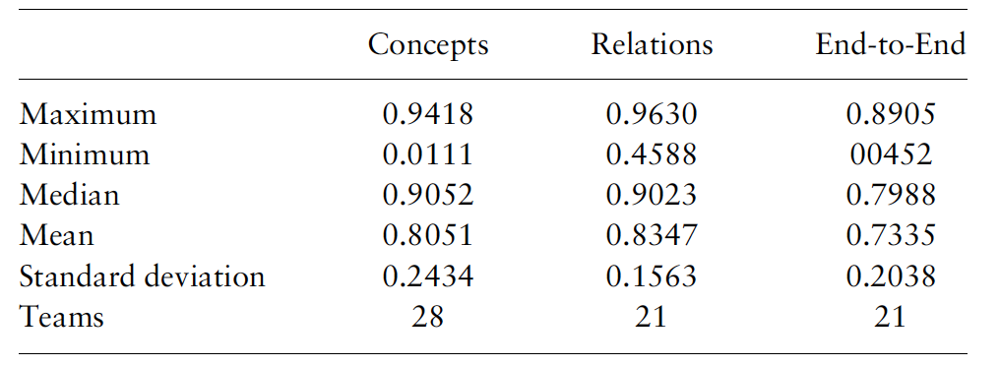 Concepts Relations End-to-End
Maximum 0.9418 0.9630 0.8905
Minimum 0.0111 0.4588 00452
Median 0.9052 0.9023 0.7988
Mean 0.8051 0.8347 0.7335
Standard deviation 0.2434 0.1563 0.2038
Teams 28 21 21